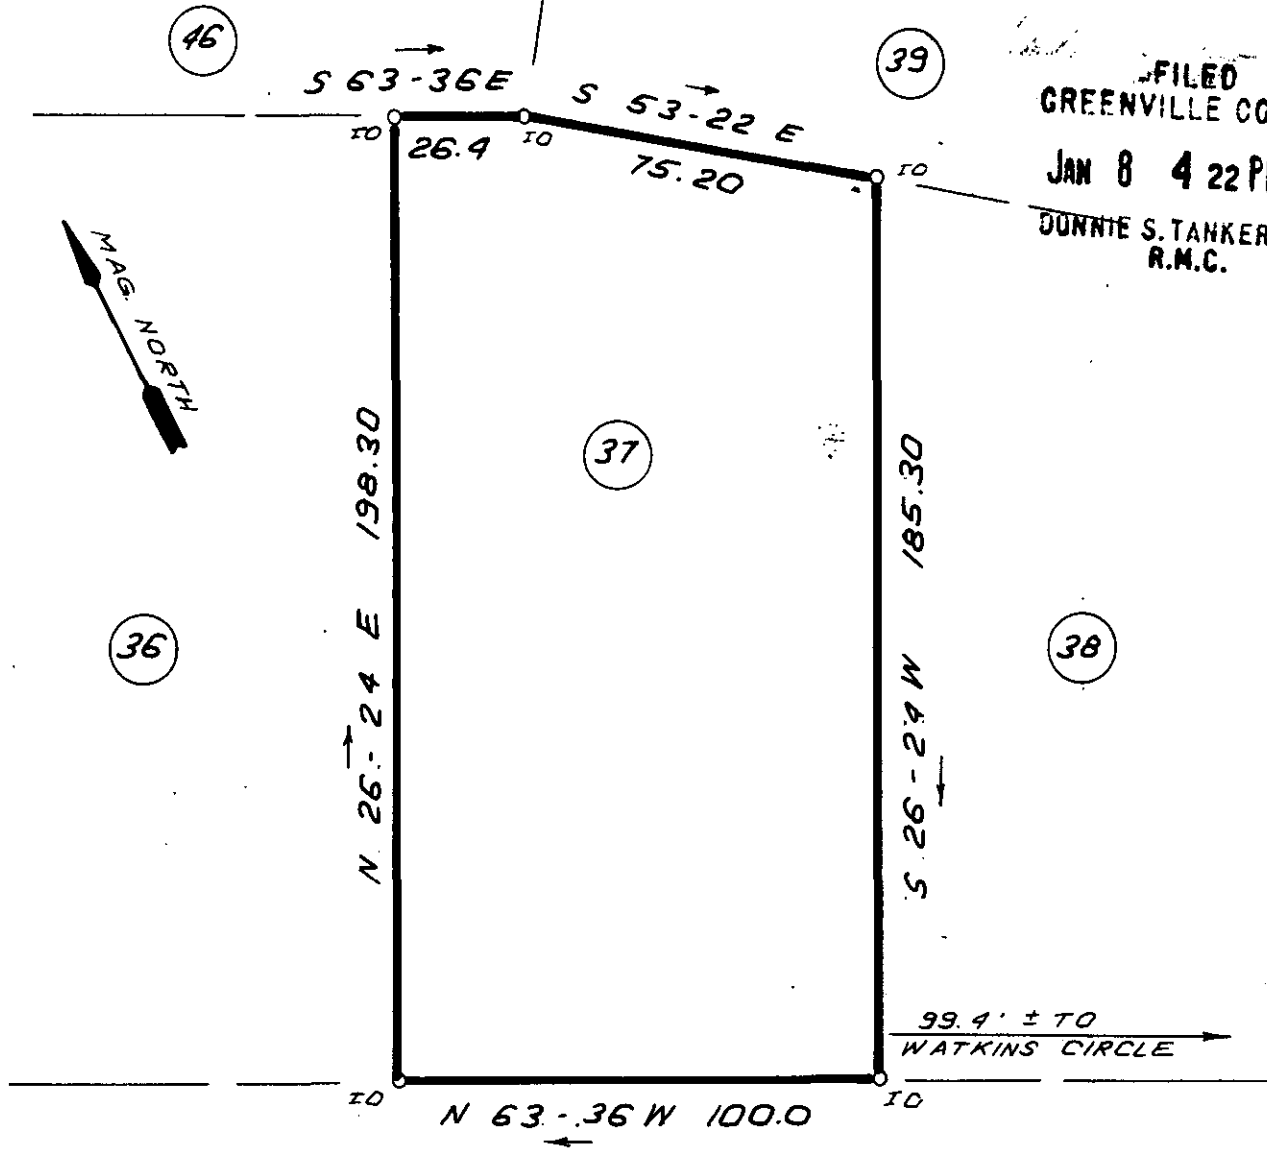 46
39
S 63-36 E
S 53-22 E
FILED
GREENVILLE CO
IO
26.4
IO
75.20
IO
JAN 8 4 22 P
DONNIE S. TANKER
R.M.C.
MAG. NORTH
198.30
37
185.30
36
N 26-24 E
38
S 26-24 W
99.4' ± TO
WATKINS CIRCLE
IO
N 63-36 W 100.0
IO